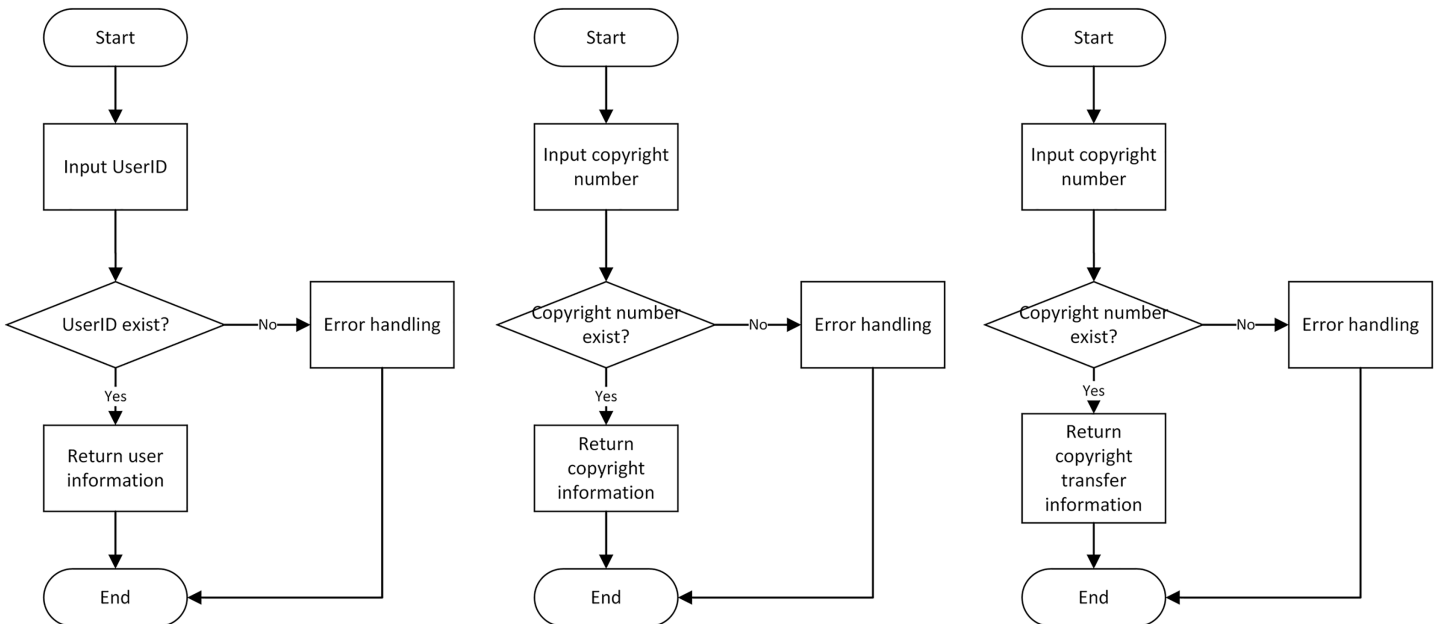 Start
Input UserID
UserID exist?
No
Error handling
Yes
Return user
information
End
Start
Input copyright
number
Copyright number
exist?
No
Error handling
Yes
Return
copyright
information
End
Start
Input copyright
number
Copyright number
exist?
No
Error handling
Yes
Return
copyright
transfer
information
End